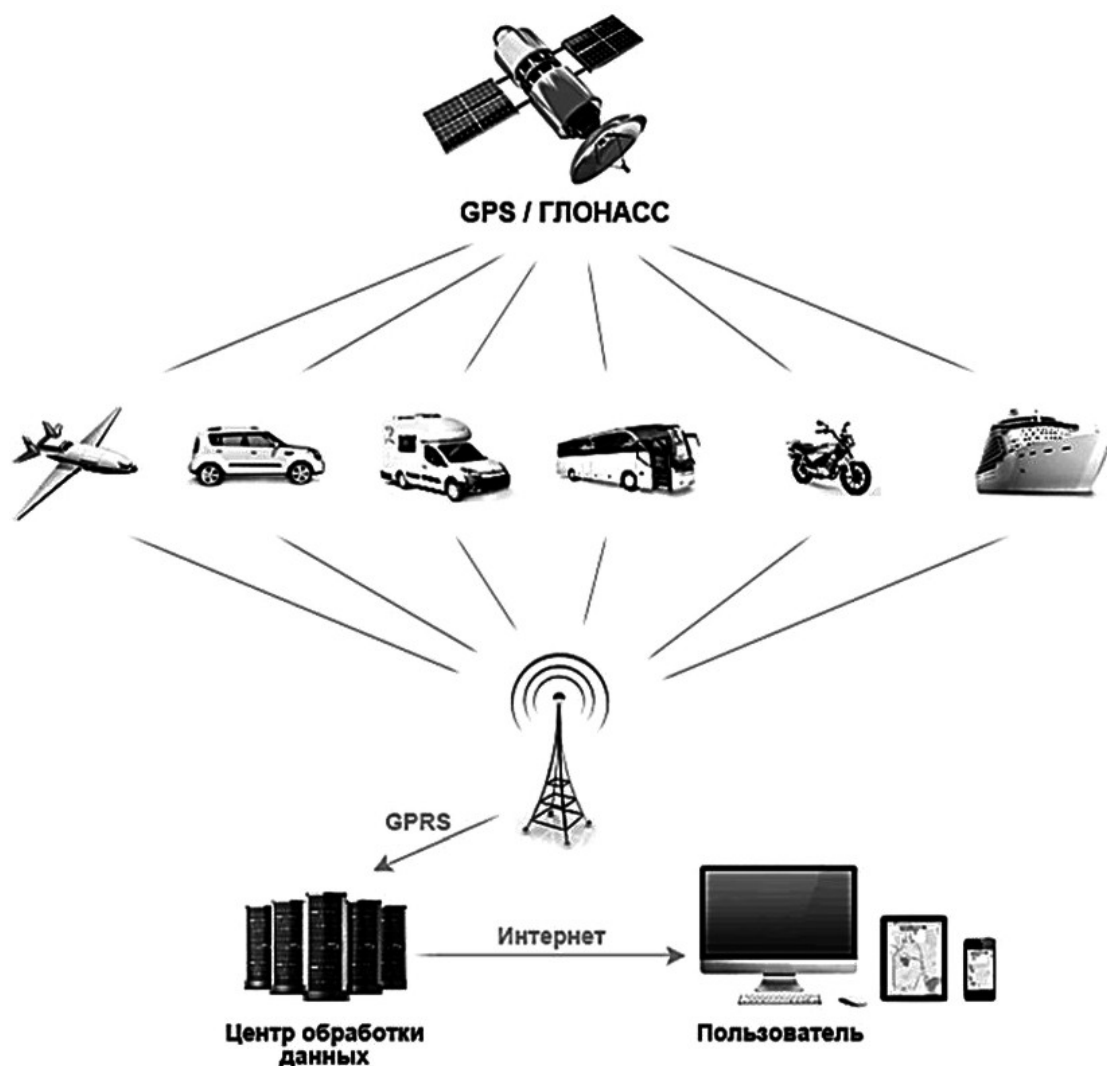 GPS / ГЛОНАСС
GPRS
Интернет
Центр обработки
данных
Пользователь